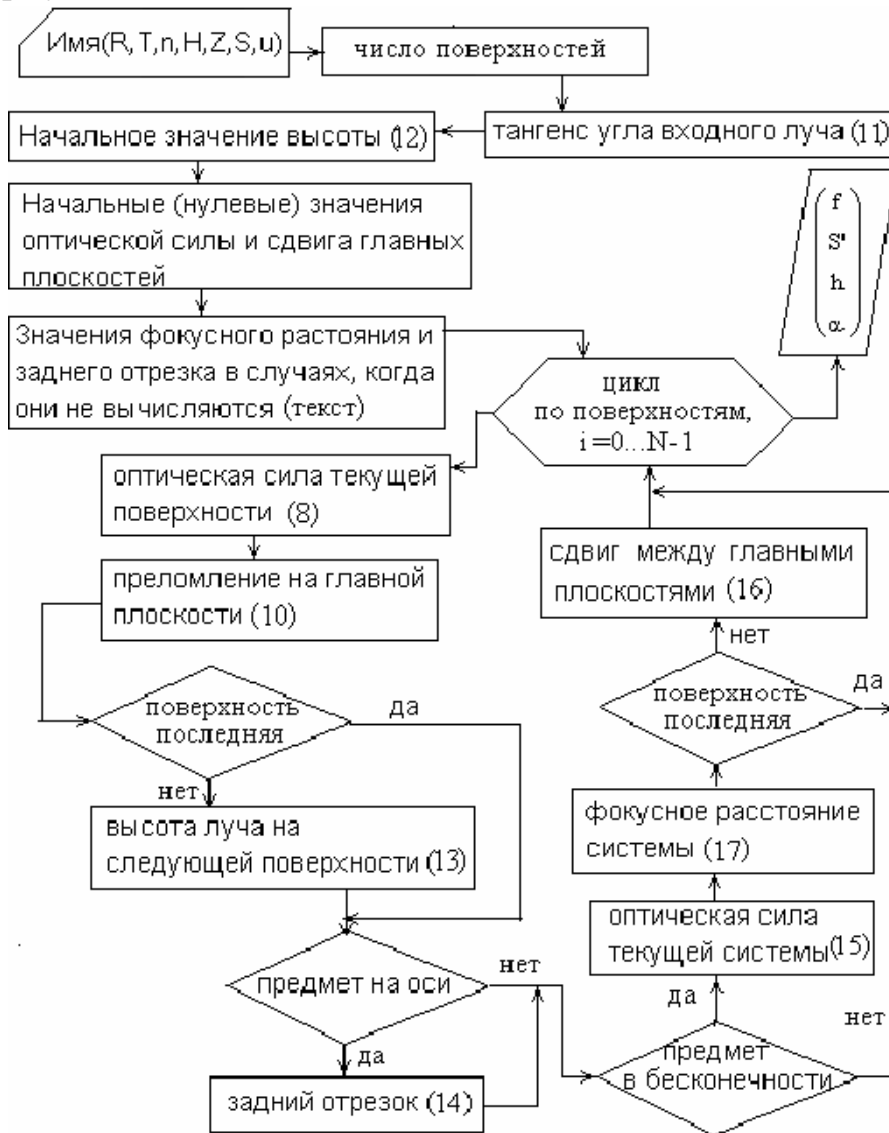 Имя(R,T,n,H,Z,S,u)
число поверхностей
тангенс угла входного луча (11)
Начальное значение высоты (12)
Начальные (нулевые) значения
оптической силы и сдвига главных
плоскостей
Значения фокусного растояния и
заднего отрезка в случаях, когда
они не вычисляются (текст)
f
S'
h
α
цикл
по поверхностям,
i=0...N-1
оптическая сила текущей
поверхности (8)
преломление на главной
плоскости (10)
поверхность
последняя
да
нет
высота луча на
следующей поверхности (13)
предмет на оси
нет
да
задний отрезок (14)
предмет
в бесконечности
да
нет
оптическая сила
текущей системы (15)
фокусное расстояние
системы (17)
поверхность
последняя
да
нет
сдвиг между главными
плоскостями (16)